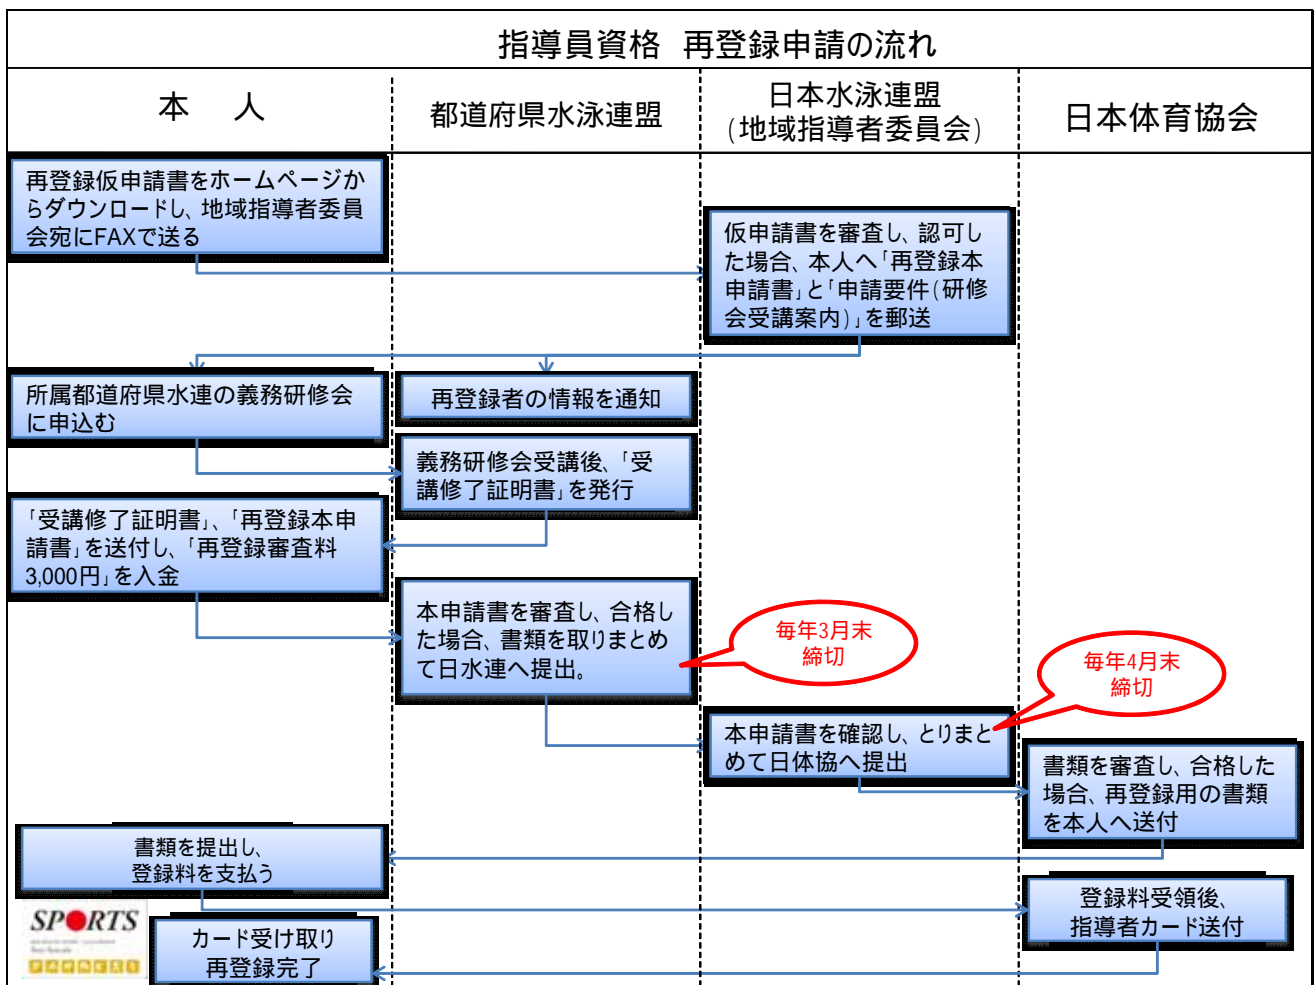 指導員資格 再登録申請の流れ
本 人
都道府県水泳連盟
日本水泳連盟
(地域指導者委員会)
日本体育協会
再登録仮申請書をホームページか
らダウンロードし、地域指導者委員
会宛にFAXで送る
仮申請書を審査し、認可し
た場合、本人へ「再登録本
申請書」と「申請要件(研修
会受講案内)」を郵送
所属都道府県水連の義務研修会
に申込む
再登録者の情報を通知
義務研修会受講後、「受
講修了証明書」を発行
「受講修了証明書」、「再登録本申
請書」を送付し、「再登録審査料
3,000円」を入金
本申請書を審査し、合格し
た場合、書類を取りまとめ
て日水連へ提出。
毎年3月末
締切
毎年4月末
締切
本申請書を確認し、とりまと
めて日体協へ提出
書類を審査し、合格した
場合、再登録用の書類
を本人へ送付
書類を提出し、
登録料を支払う
登録料受領後、
指導者カード送付
SPORTS
カード受け取り
再登録完了